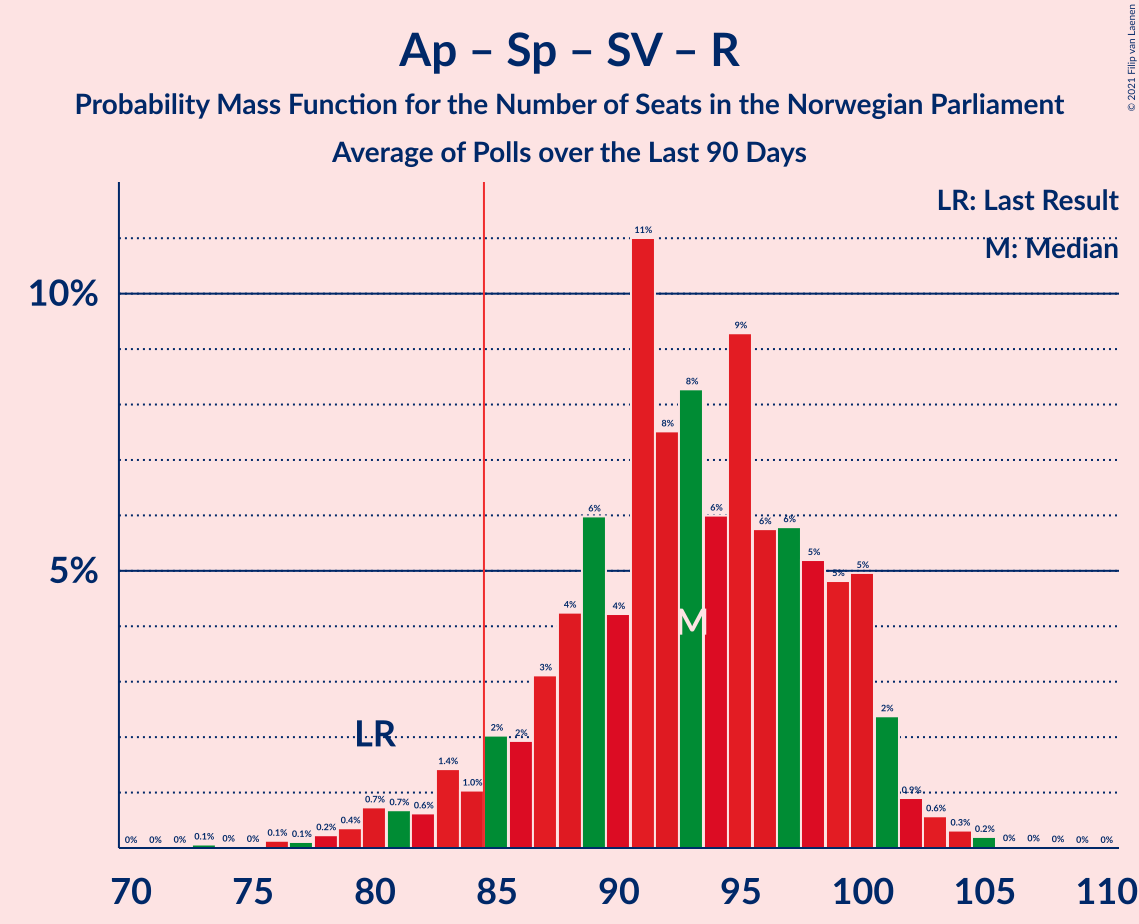 Ap – Sp – SV – R
Probability Mass Function for the Number of Seats in the Norwegian Parliament
Average of Polls over the Last 90 Days
© 2021 Filip van Laenen
LR: Last Result
M: Median
10%
5%
0% 0% 0% 0.1% 0% 0% 0.1% 0.1% 0.2% 0.4% 0.7% 0.7% 0.6% 1.4% 1.0% 2% 2% 3% 4% 6% 4% 11% 8% 8% 6% 9% 6% 6% 5% 5% 5% 2% 0.9% 0.6% 0.3% 0.2% 0% 0% 0% 0% 0%
LR
M
70 75 80 85 90 95 100 105 110